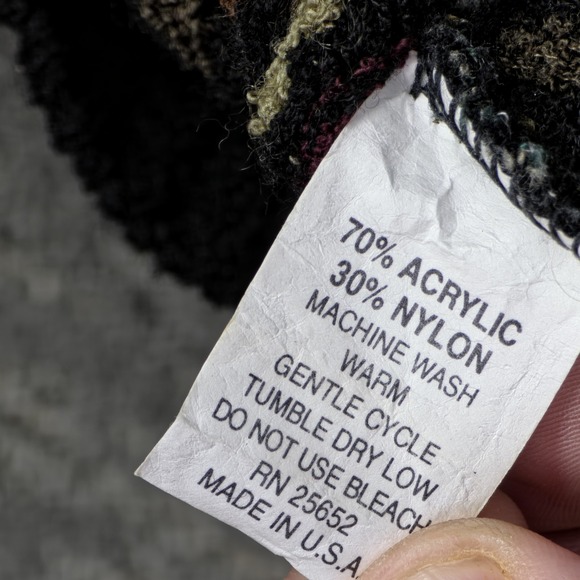 70% ACRYLIC
30% NYLON
MACHINE WASH
WARM
GENTLE CYCLE
TUMBLE DRY LOW
DO NOT USE BLEACH
RN 25652
MADE IN U.S.A.